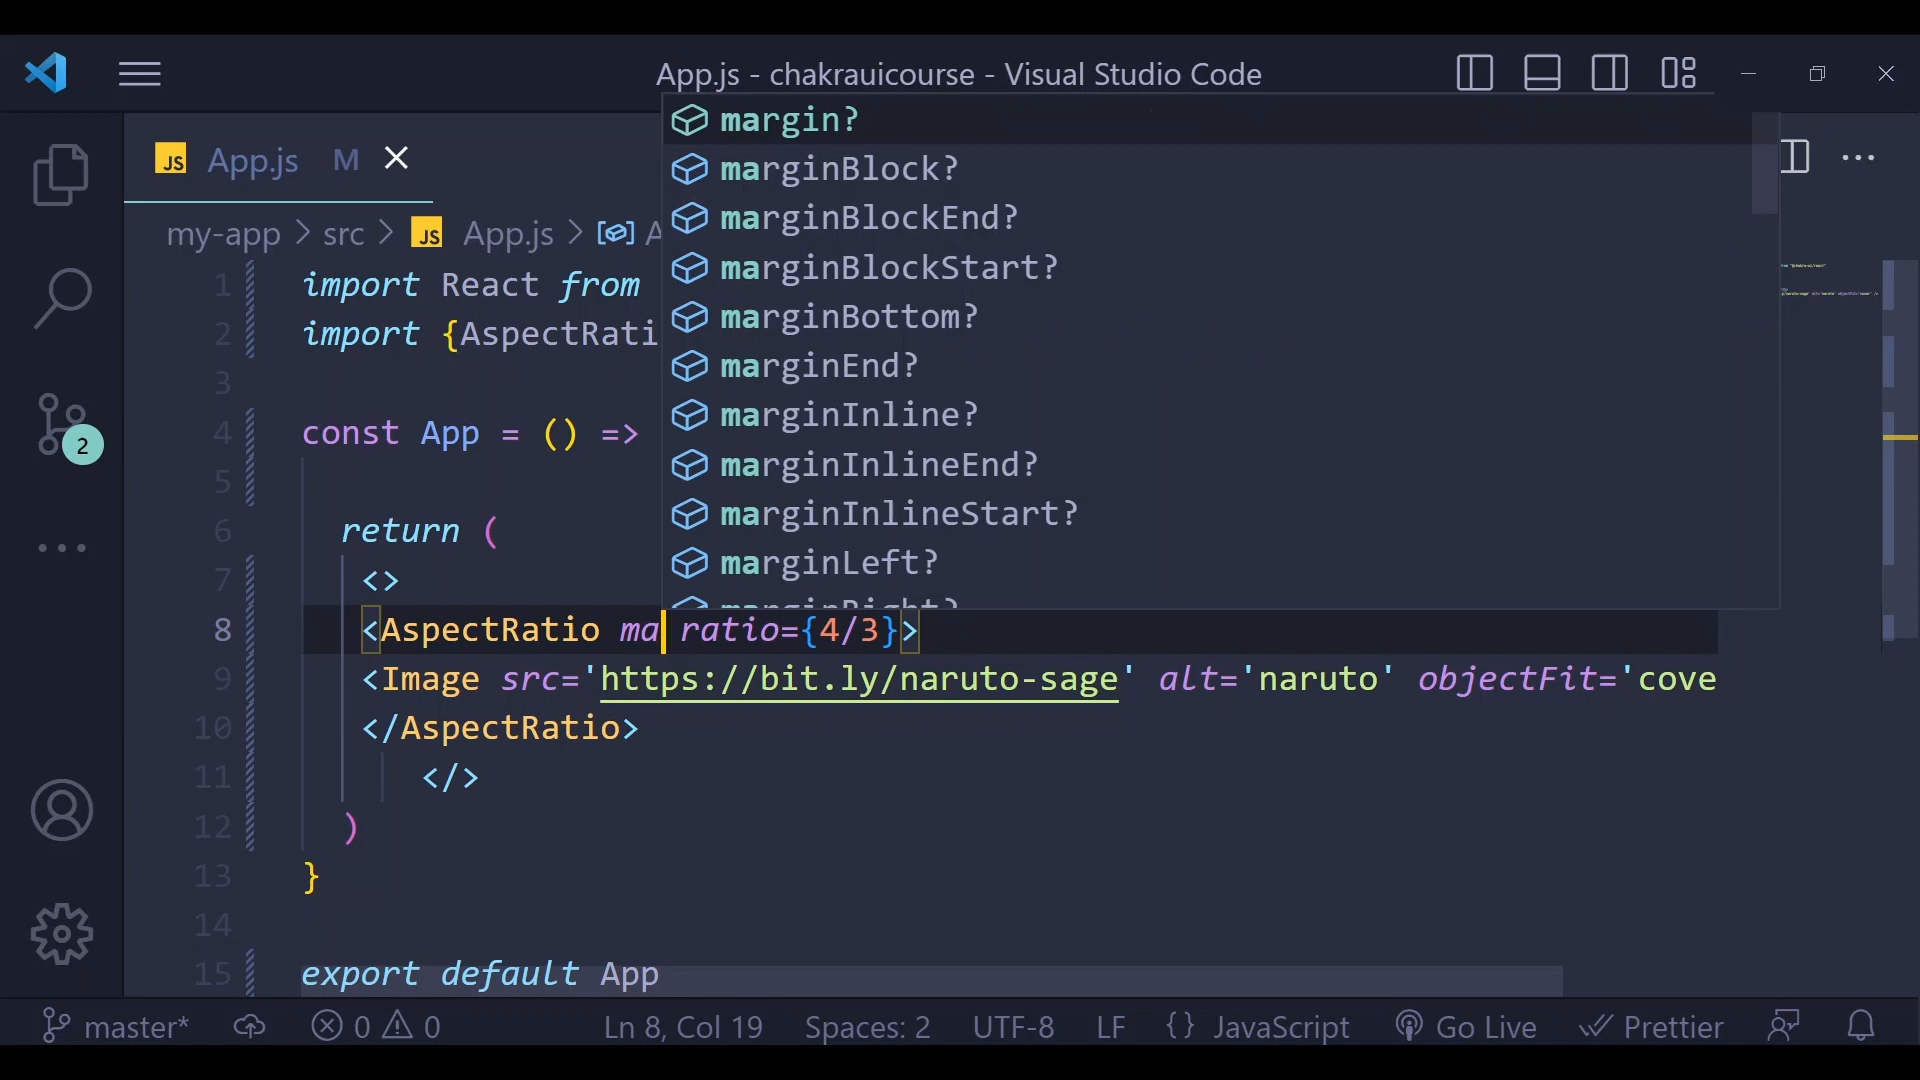 App.js - chakrauicourse - Visual Studio Code
JS App.js M
my-app > src > JS App.js > A
margin?
marginBlock?
marginBlockEnd?
marginBlockStart?
marginBottom?
marginEnd?
marginInline?
marginInlineEnd?
marginInlineStart?
marginLeft?
marginRight?
1 import React from
2 import {AspectRati
3
4 const App = () =>
5
6 return (
7 <>
8 <AspectRatio ma ratio={4/3}>
9 <Image src='https://bit.ly/naruto-sage' alt='naruto' objectFit='cove
10 </AspectRatio>
11 </>
12 )
13 }
14
15 export default App
2
master* 0 0 Ln 8, Col 19 Spaces: 2 UTF-8 LF {} JavaScript Go Live Prettier